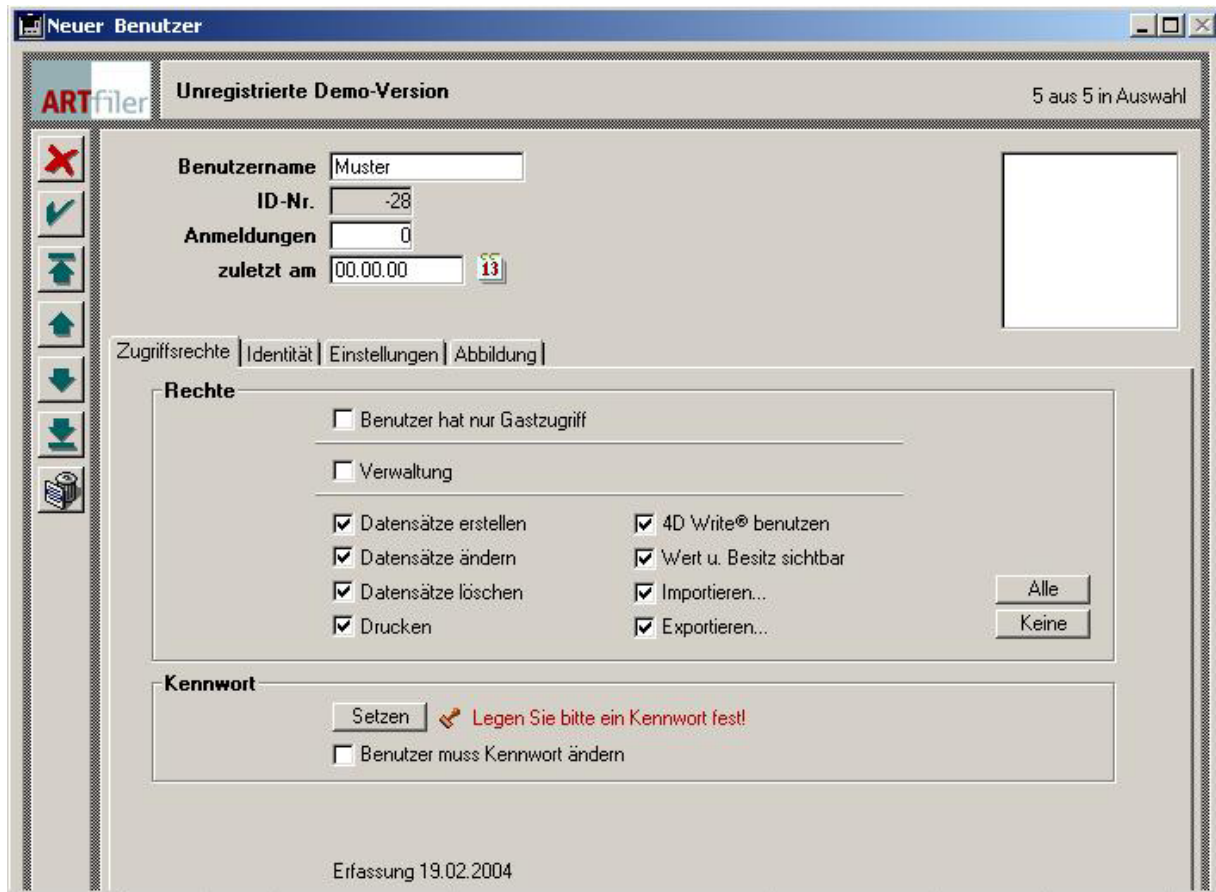 Neuer Benutzer
ARTfiler
Unregistrierte Demo-Version
5 aus 5 in Auswahl
Benutzername Muster
ID-Nr. -28
Anmeldungen 0
zuletzt am 00.00.00 13
Zugriffsrechte Identität Einstellungen Abbildung
Rechte
Benutzer hat nur Gastzugriff
Verwaltung
Datensätze erstellen 4D Write® benutzen
Datensätze ändern Wert u. Besitz sichtbar
Datensätze löschen Importieren... Alle
Drucken Exportieren... Keine
Kennwort
Setzen Legen Sie bitte ein Kennwort fest!
Benutzer muss Kennwort ändern
Erfassung 19.02.2004